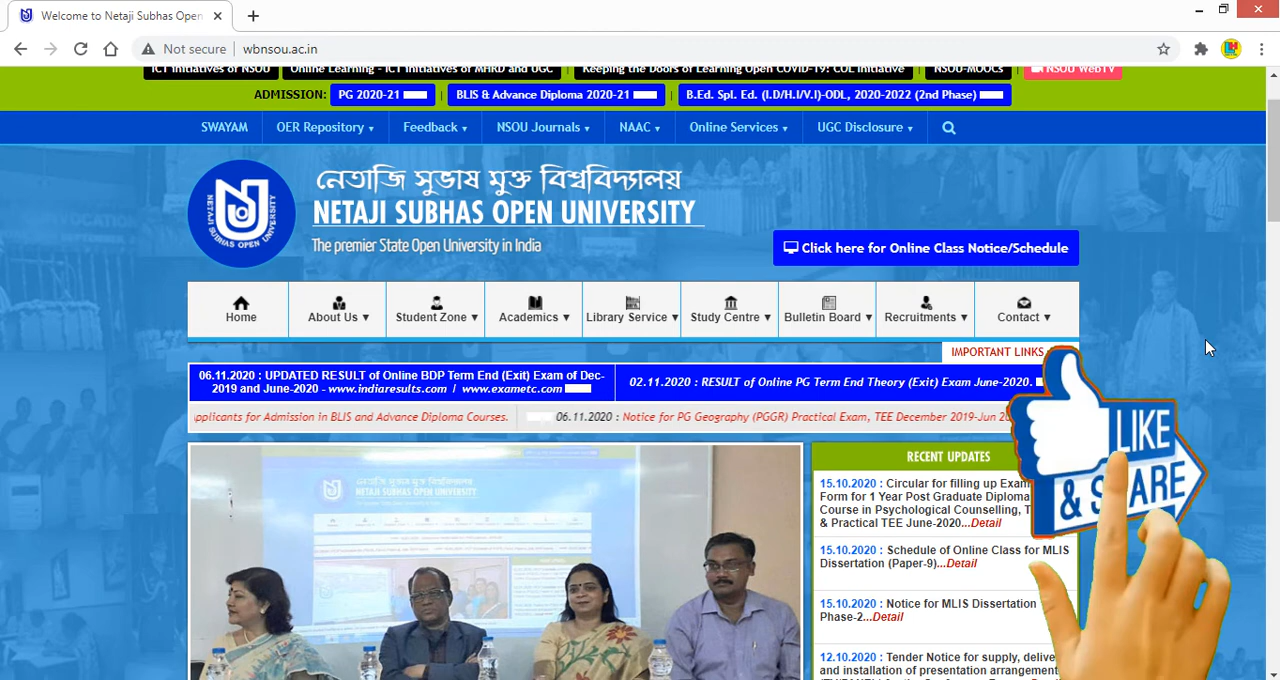 Welcome to Netaji Subhas Open
Not secure | wbnsou.ac.in
ICT Initiatives of NSOU | Online Learning - ICT Initiatives of MHRD and UGC | Keeping the Doors of Learning Open COVID-19: COL Initiative | NSOU-MOOCs | NSOU WebTV
ADMISSION: PG 2020-21 | BLIS & Advance Diploma 2020-21 | B.Ed. Spl. Ed. (I.D/H.I/V.I)-ODL, 2020-2022 (2nd Phase)
SWAYAM OER Repository Feedback NSOU Journals NAAC Online Services UGC Disclosure
নেতাজি সুভাষ মুক্ত বিশ্ববিদ্যালয়
NETAJI SUBHAS OPEN UNIVERSITY
The premier State Open University in India
NETAJI SUBHAS OPEN UNIVERSITY
Click here for Online Class Notice/Schedule
Home About Us Student Zone Academics Library Service Study Centre Bulletin Board Recruitments Contact
IMPORTANT LINKS
06.11.2020 : UPDATED RESULT of Online BDP Term End (Exit) Exam of Dec-
2019 and June-2020 - www.indiaresults.com / www.exametc.com
02.11.2020 : RESULT of Online PG Term End Theory (Exit) Exam June-2020.
applicants for Admission in BLIS and Advance Diploma Courses. 06.11.2020 : Notice for PG Geography (PGGR) Practical Exam, TEE December 2019-Jun
নেতাজি সুভাষ মুক্ত বিশ্ববিদ্যালয়
NETAJI SUBHAS OPEN UNIVERSITY
RECENT UPDATES
15.10.2020 : Circular for filling up
Form for 1 Year Post Graduate Diploma
Course in Psychological Counselling,
& Practical TEE June-2020...Detail
15.10.2020 : Schedule of Online Class for MLIS
Dissertation (Paper-9)...Detail
15.10.2020 : Notice for MLIS Dissertation
Phase-2...Detail
12.10.2020 : Tender Notice for supply,
and installation of presentation
LIKE
& SHARE